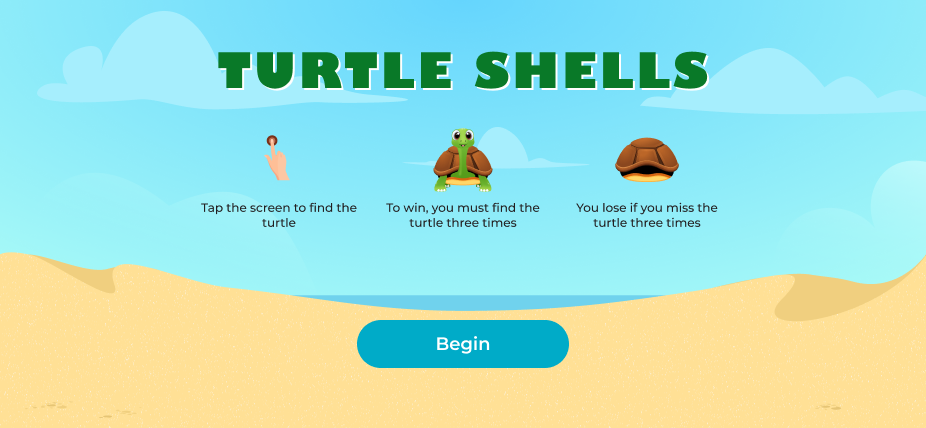 TURTLE SHELLS
Tap the screen to find the
turtle
To win, you must find the
turtle three times
You lose if you miss the
turtle three times
Begin